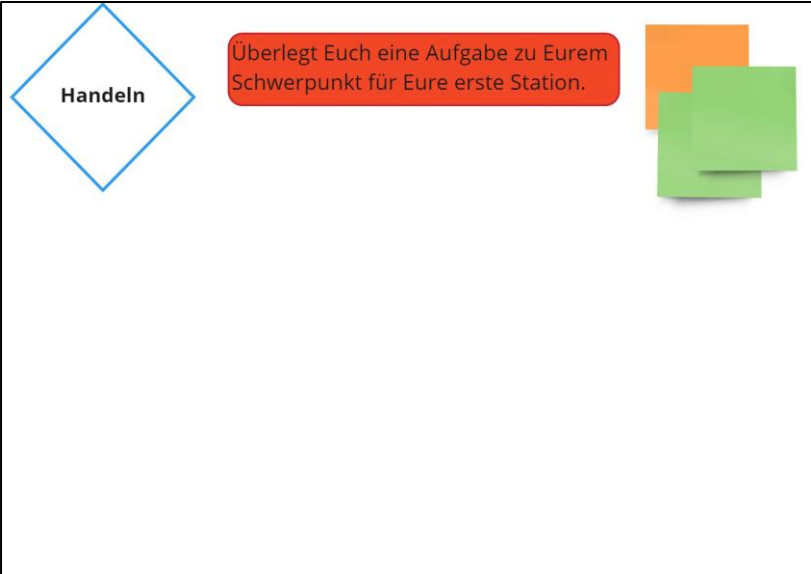 Handeln
Überlegt Euch eine Aufgabe zu Eurem
Schwerpunkt für Eure erste Station.